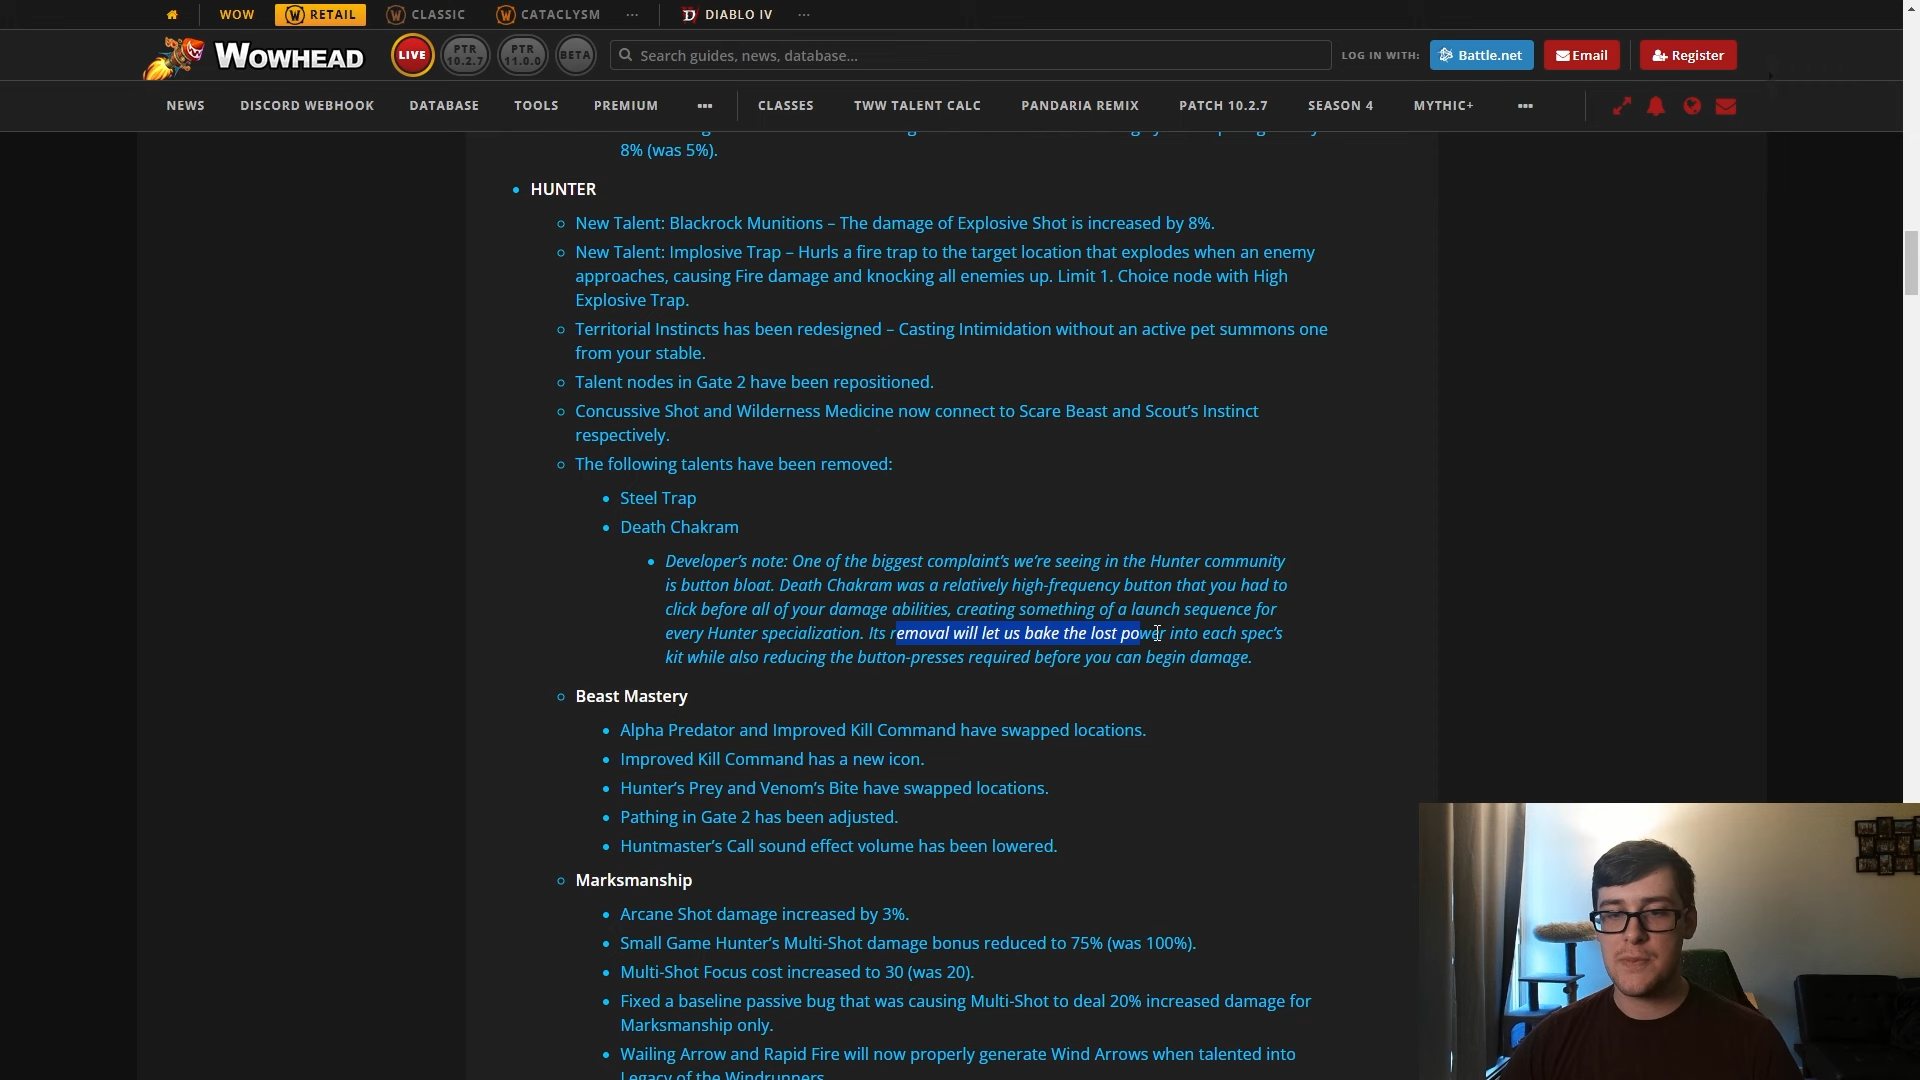 WOW RETAIL CLASSIC CATACLYSM ... DIABLO IV ...
WOWHEAD LIVE PTR 10.2.7 PTR 11.0.0 BETA Search guides, news, database... LOG IN WITH: Battle.net Email Register
NEWS DISCORD WEBHOOK DATABASE TOOLS PREMIUM ... CLASSES TWW TALENT CALC PANDARIA REMIX PATCH 10.2.7 SEASON 4 MYTHIC+ ...
8% (was 5%).
HUNTER
New Talent: Blackrock Munitions – The damage of Explosive Shot is increased by 8%.
New Talent: Implosive Trap – Hurls a fire trap to the target location that explodes when an enemy
approaches, causing Fire damage and knocking all enemies up. Limit 1. Choice node with High
Explosive Trap.
Territorial Instincts has been redesigned – Casting Intimidation without an active pet summons one
from your stable.
Talent nodes in Gate 2 have been repositioned.
Concussive Shot and Wilderness Medicine now connect to Scare Beast and Scout's Instinct
respectively.
The following talents have been removed:
Steel Trap
Death Chakram
Developer's note: One of the biggest complaint's we're seeing in the Hunter community
is button bloat. Death Chakram was a relatively high-frequency button that you had to
click before all of your damage abilities, creating something of a launch sequence for
every Hunter specialization. Its removal will let us bake the lost power into each spec's
kit while also reducing the button-presses required before you can begin damage.
Beast Mastery
Alpha Predator and Improved Kill Command have swapped locations.
Improved Kill Command has a new icon.
Hunter's Prey and Venom's Bite have swapped locations.
Pathing in Gate 2 has been adjusted.
Huntmaster's Call sound effect volume has been lowered.
Marksmanship
Arcane Shot damage increased by 3%.
Small Game Hunter's Multi-Shot damage bonus reduced to 75% (was 100%).
Multi-Shot Focus cost increased to 30 (was 20).
Fixed a baseline passive bug that was causing Multi-Shot to deal 20% increased damage for
Marksmanship only.
Wailing Arrow and Rapid Fire will now properly generate Wind Arrows when talented into
Legacy of the Windrunners